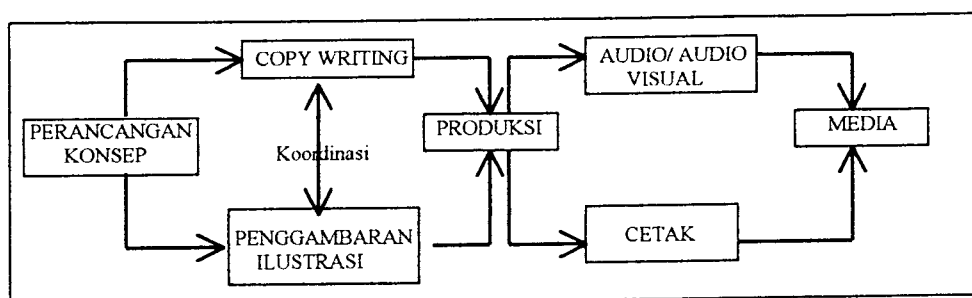 COPY WRITING
AUDIO/ AUDIO
VISUAL
PERANCANGAN
KONSEP
Koordinasi
PRODUKSI
MEDIA
PENGGAMBARAN
ILUSTRASI
CETAK